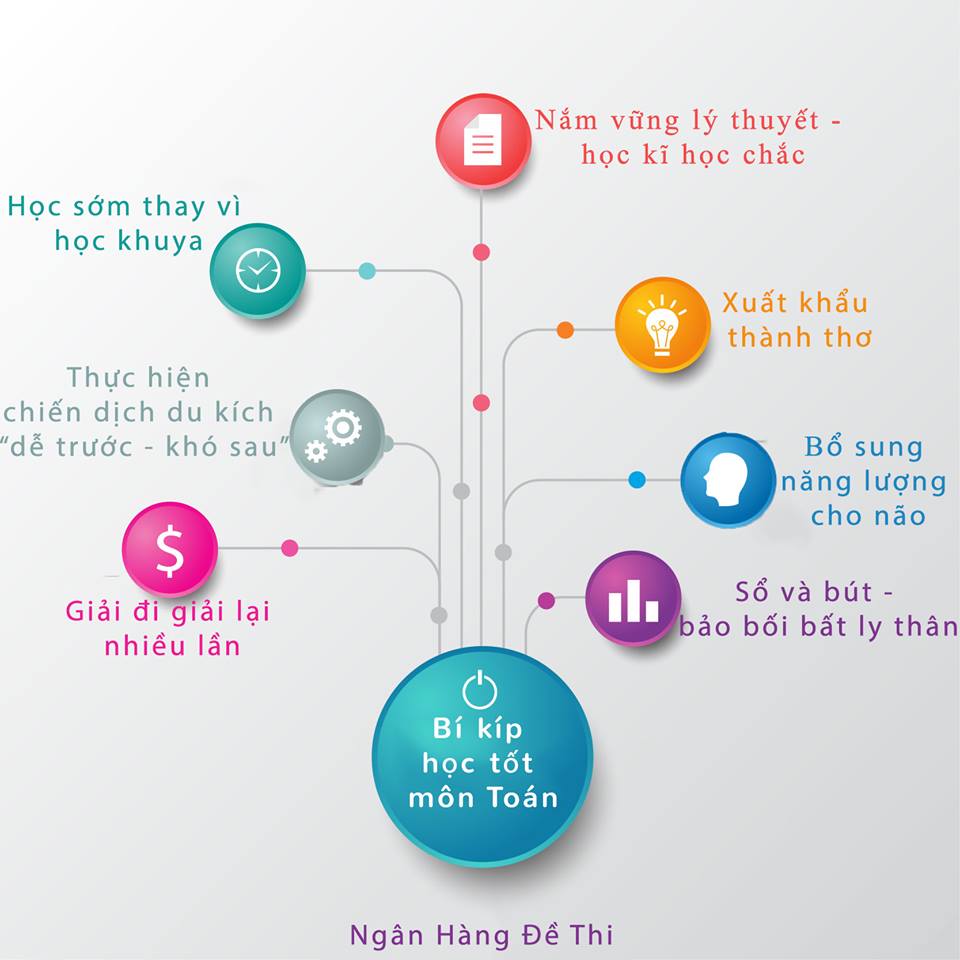 Nắm vững lý thuyết -
học kĩ học chắc
Học sớm thay vì
học khuya
Xuất khẩu
thành thơ
Thực hiện
chiến dịch du kích
“dễ trước - khó sau”
Bổ sung
năng lượng
cho não
$
Giải đi giải lại
nhiều lần
Sổ và bút -
bảo bối bất ly thân
Bí kíp
học tốt
môn Toán
Ngân Hàng Đề Thi